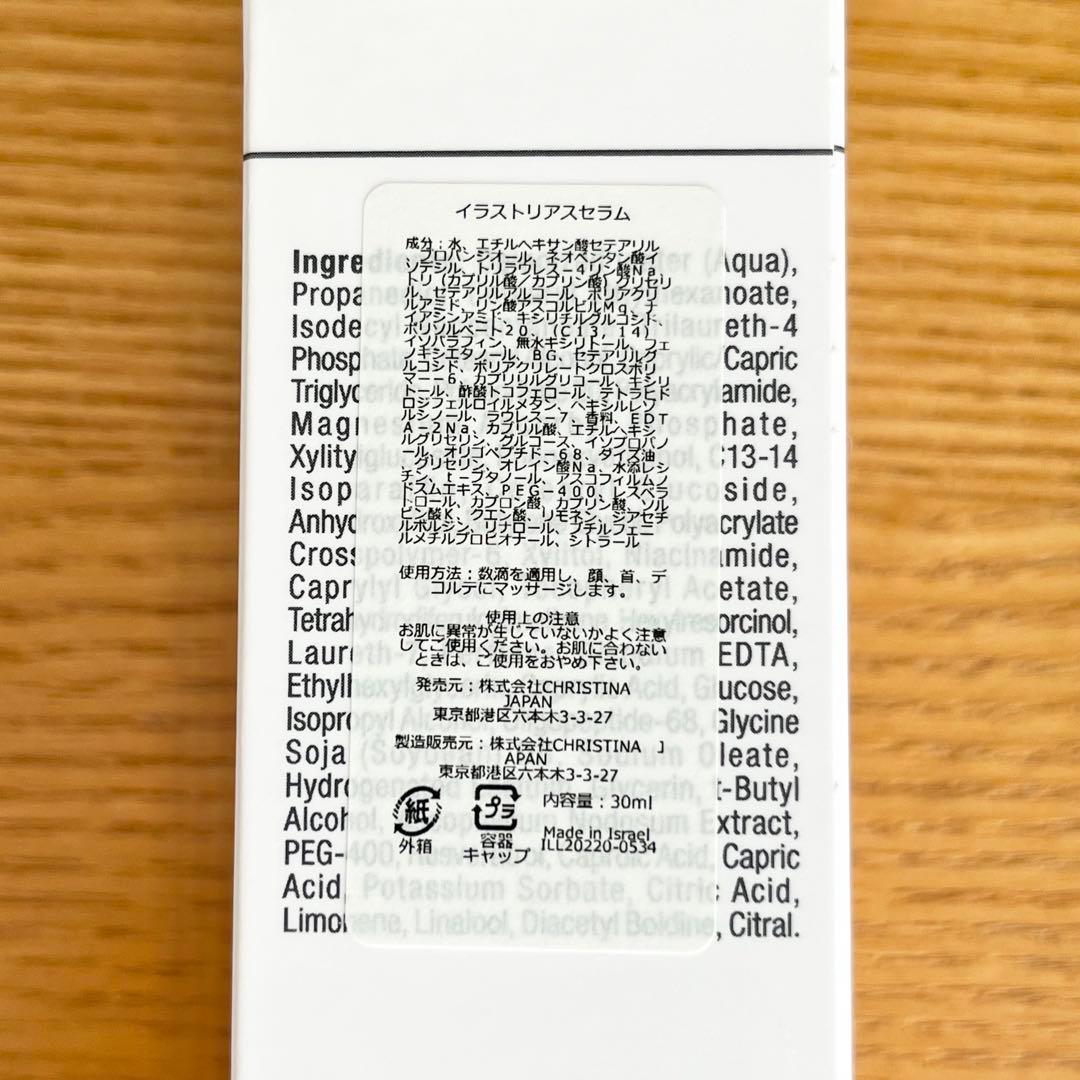 イラストリアスセラム
成分：水、エチルヘキサン酸セテアリル
、プロパンジオール、ネオペンタン酸イ
ソデシル、トリラウレス－4リン酸Na、
トリ（カプリル酸／カプリン酸）グリセリ
ル、セテアリルアルコール、ポリアクリ
ルアミド、リン酸アスコルビルMg、ナ
イアシンアミド、キシリチルグルコシド、
ポリソルベート20、（C13，14）
イソパラフィン、無水キシリトール、フェ
ノキシエタノール、BG、セテアリルグ
ルコシド、ポリアクリレートクロスポリ
マー－6、カプリリルグリコール、キシリ
トール、酢酸トコフェロール、テトラヒド
ロジフェルロイルメタン、ヘキシルレゾ
ルシノール、ラウレス－7、香料、EDT
A－2Na、カプリル酸、エチルヘキシ
ルグリセリン、グルコース、イソプロパノ
ール、オリゴペプチド－68、ダイズ油
、グリセリン、オレイン酸Na、水添レシ
チン、t－ブタノール、アスコフィルムノ
ドスムエキス、PEG－400、レスベラ
トロール、カプロン酸、カプリン酸、ソル
ビン酸K、クエン酸、リモネン、ジアセチ
ルボルジン、リナロール、ブチルフェニ
ルメチルプロピオナール、シトラール
使用方法：数滴を適用し、顔、首、デ
コルテにマッサージします。
使用上の注意
お肌に異常が生じていないかよく注意
してご使用ください。お肌に合わない
ときは、ご使用をおやめ下さい。
発売元：株式会社CHRISTINA
JAPAN
東京都港区六本木3-3-27
製造販売元：株式会社CHRISTINA J
APAN
東京都港区六本木3-3-27
紙
外箱
プラ
容器
キャップ
内容量：30ml
Made in Israel
ILL20220-0534
Ingredients (Aqua),
Isodecyl
Capric
Magnesium
C13-14
Anhydroxylitol
Crosspolymer-6, Xylitol, Niacinamide,
Caprylyl Glycol, Tocopheryl Acetate,
Hexylresorcinol,
Laureth-7 EDTA,
Ethylhexylglycerin, Caprylic Acid, Glucose,
Isopropyl Alcohol, Oligopeptide-68, Glycine
Soja (Soybean) Sodium Oleate,
Hydrogenated Glycerin, t-Butyl
Alcohol, Nodosum Extract,
PEG-400, Resveratrol, Caproic Acid, Capric
Acid, Potassium Sorbate, Citric Acid,
Limonene, Linalool, Diacetyl Boldine, Citral.